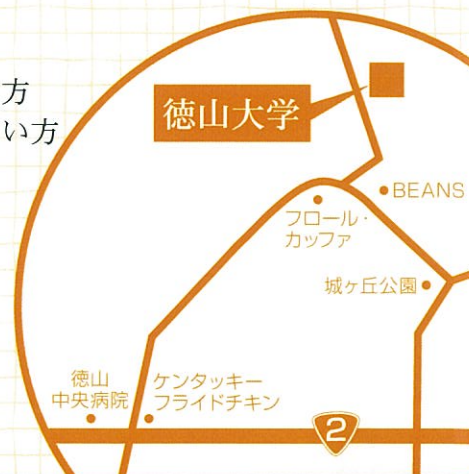 方
い方
徳山大学
BEANS
フロール・
カッファ
城ヶ丘公園
徳山
中央病院
ケンタッキー
フライドチキン
2